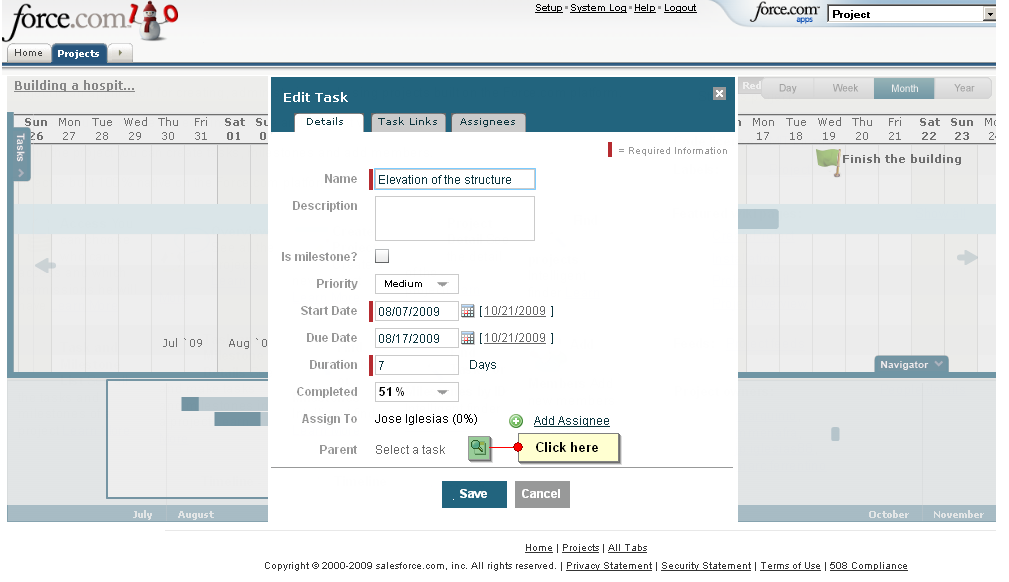 force.com
Setup · System Log · Help · Logout
force.com apps
Project
Home Projects
Building a hospit...
Edit Task
Day Week Month Year
Details Task Links Assignees
Sun 26 Mon 27 Tue 28 Wed 29 Thu 30 Fri 31 Sat 01
Mon 17 Tue 18 Wed 19 Thu 20 Fri 21 Sat 22 Sun 23
Tasks
= Required Information
Finish the building
Name Elevation of the structure
Description
Is milestone?
Priority Medium
Start Date 08/07/2009 [ 10/21/2009 ]
Due Date 08/17/2009 [ 10/21/2009 ]
Jul `09 Aug `0
Duration 7 Days
Navigator
Completed 51 %
Assign To Jose Iglesias (0%) Add Assignee
Parent Select a task Click here
Save Cancel
July August October November
Home | Projects | All Tabs
Copyright © 2000-2009 salesforce.com, inc. All rights reserved. | Privacy Statement | Security Statement | Terms of Use | 508 Compliance